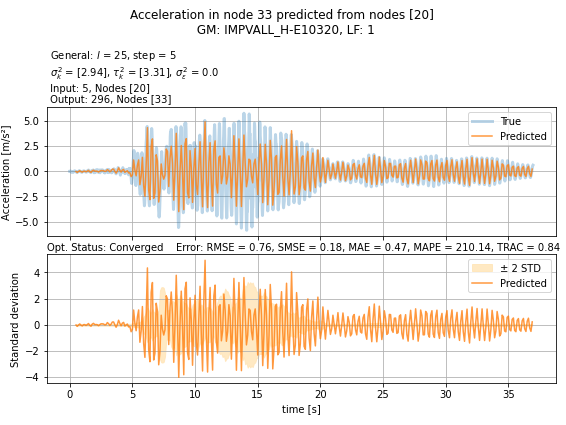 Acceleration in node 33 predicted from nodes [20]
GM: IMPVALL_H-E10320, LF: 1
General: l = 25, step = 5
σ²ₖ = [2.94], τ²ₖ = [3.31], σ²ε = 0.0
Input: 5, Nodes [20]
Output: 296, Nodes [33]
Acceleration [m/s²]
5.0
2.5
0.0
−2.5
−5.0
True
Predicted
Opt. Status: Converged Error: RMSE = 0.76, SMSE = 0.18, MAE = 0.47, MAPE = 210.14, TRAC = 0.84
Standard deviation
4
2
0
−2
−4
± 2 STD
Predicted
0 5 10 15 20 25 30 35
time [s]